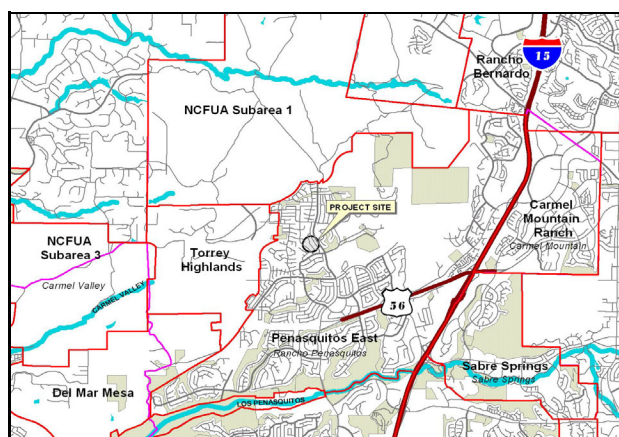 15
Rancho
Bernardo
NCFUA Subarea 1
PROJECT SITE
Carmel
Mountain
Ranch
Carmel Mountain
NCFUA
Subarea 3
Carmel Valley
Torrey
Highlands
CARMEL VALLEY
56
Penasquitos East
Rancho Penasquitos
Sabre Springs
Sabre Springs
Del Mar Mesa
LOS PENASQUITOS